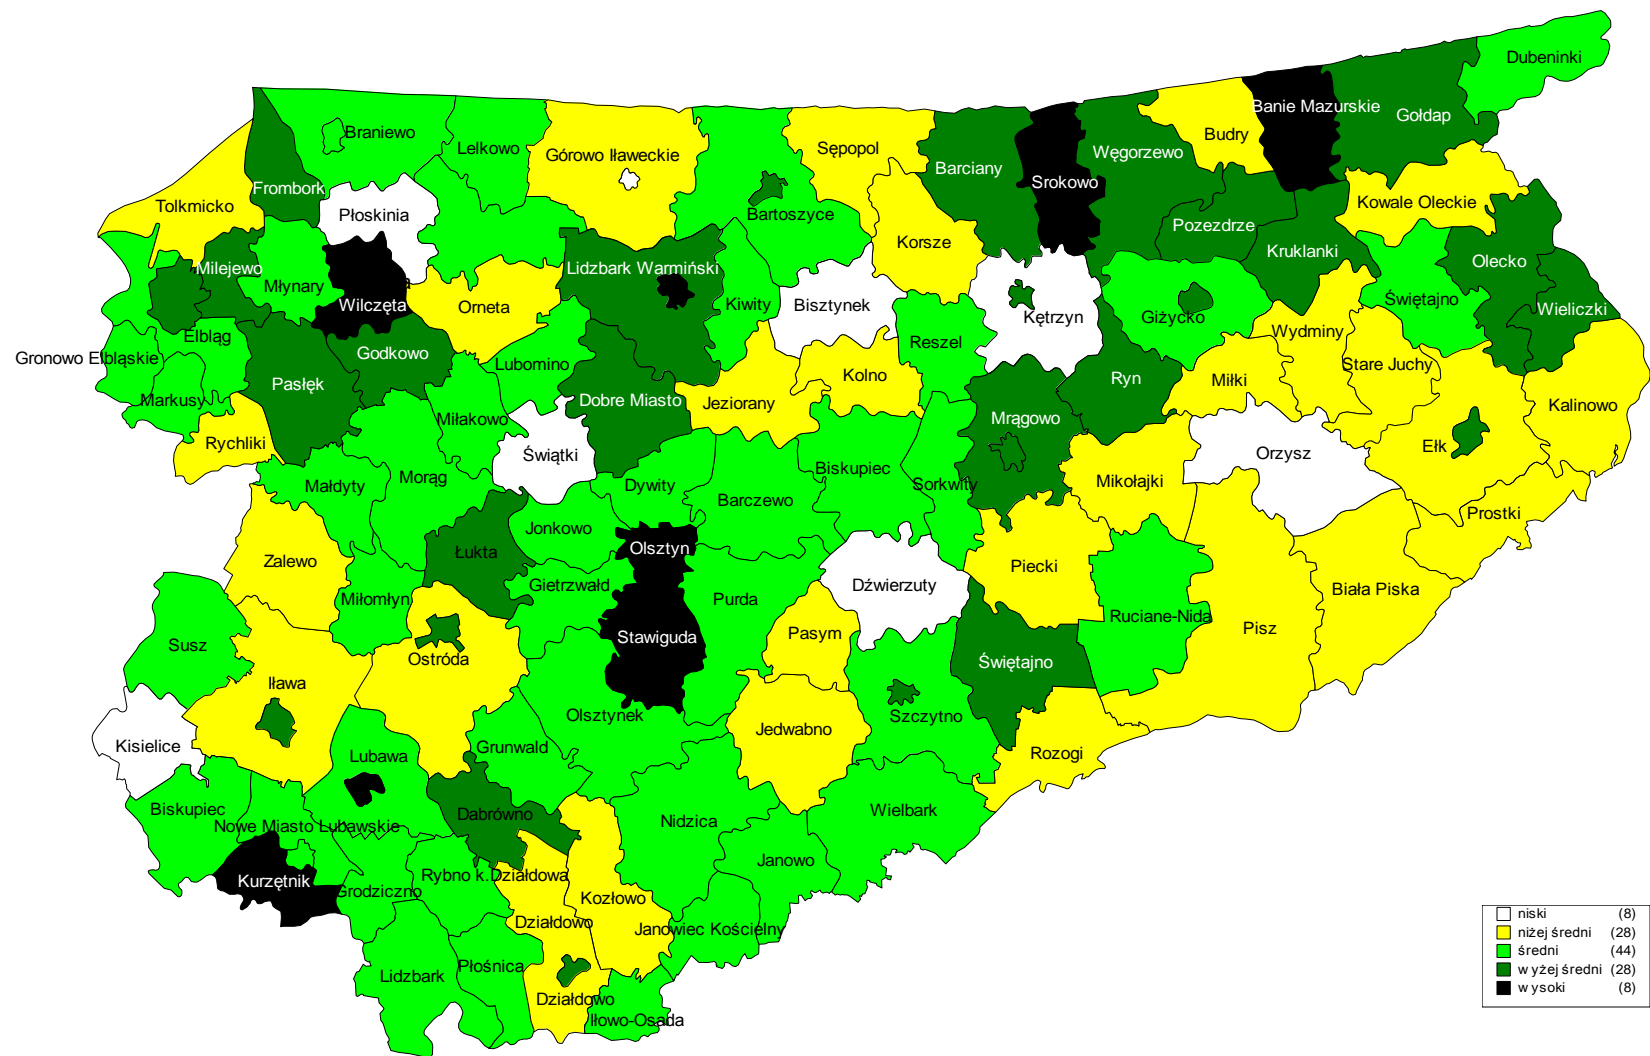 Dubeninki
Banie Mazurskie
Gołdap
Braniewo
Budry
Lelkowo
Górowo Iławeckie
Sępopol
Węgorzewo
Barciany
Srokowo
Frombork
Tolkmicko
Płoskinia
Bartoszyce
Kowale Oleckie
Pozezdrze
Korsze
Kruklanki
Milejewo
Lidzbark Warmiński
Olecko
Młynary
Wilczęta
Orneta
Kiwity
Bisztynek
Kętrzyn
Giżycko
Świętajno
Wieliczki
Elbląg
Wydminy
Gronowo Elbląskie
Godkowo
Reszel
Lubomino
Stare Juchy
Pasłęk
Kolno
Ryn
Miłki
Markusy
Dobre Miasto
Jeziorany
Kalinowo
Miłakowo
Mrągowo
Rychliki
Świątki
Ełk
Orzysz
Biskupiec
Morąg
Małdyty
Dywity
Sorkwity
Mikołajki
Barczewo
Prostki
Jonkowo
Łukta
Olsztyn
Zalewo
Piecki
Gietrzwałd
Dźwierzuty
Biała Piska
Miłomłyn
Purda
Ruciane-Nida
Pisz
Stawiguda
Pasym
Susz
Ostróda
Świętajno
Iława
Olsztynek
Szczytno
Jedwabno
Kisielice
Grunwald
Rozogi
Lubawa
Biskupiec
Dabrówno
Wielbark
Nowe Miasto Lubawskie
Nidzica
Janowo
Rybno k.Działdowa
Kurzętnik
Grodziczno
Kozłowo
Działdowo
Janowiec Kościelny
Płośnica
Lidzbark
Działdowo
Iłowo-Osada
niski (8)
niżej średni (28)
średni (44)
wyżej średni (28)
wysoki (8)